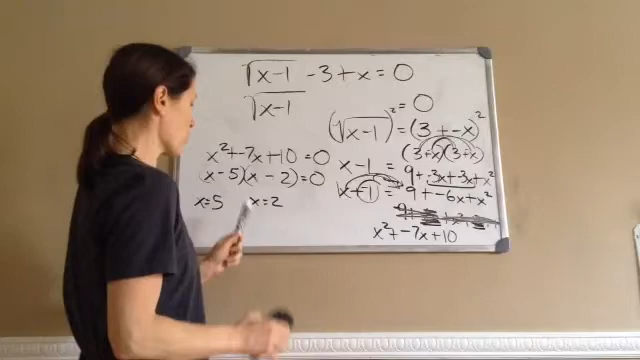 √x-1 -3+x=0
√x-1
=0
(√x-1)² = (3+-x)²
(3+x)(3+x)
x-1 = 9+-3x+-3x+x²
x+-1 = 9+-6x+x²
x²+-7x+10
x²+-7x+10=0
(x-5)(x-2)=0
x=5 x=2